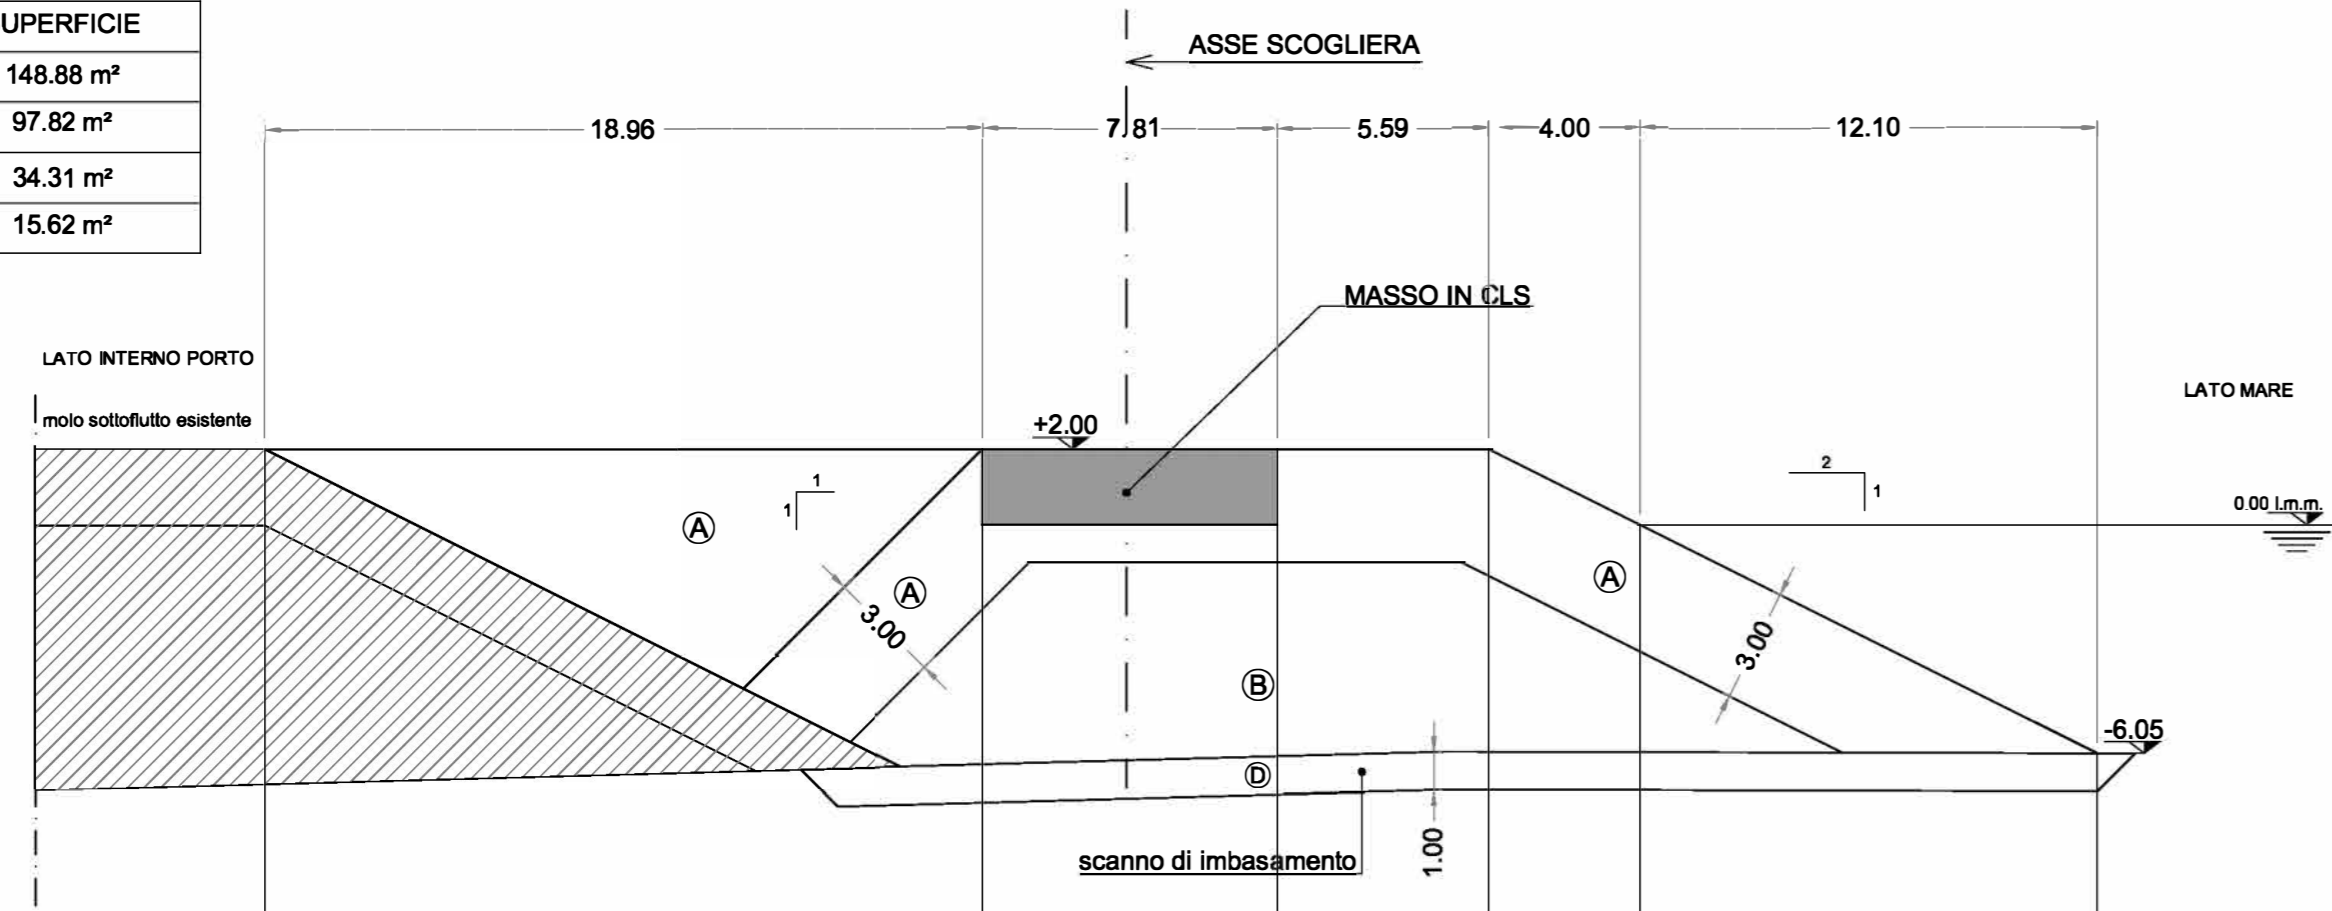 UPERFICIE
148.88 m²
97.82 m²
34.31 m²
15.62 m²
ASSE SCOGLIERA
18.96
7.81
5.59
4.00
12.10
MASSO IN CLS
LATO INTERNO PORTO
LATO MARE
molo sottoflutto esistente
+2.00
2
1
1
1
0.00 l.m.m.
A
A
A
3.00
3.00
B
-6.05
D
1.00
scanno di imbasamento